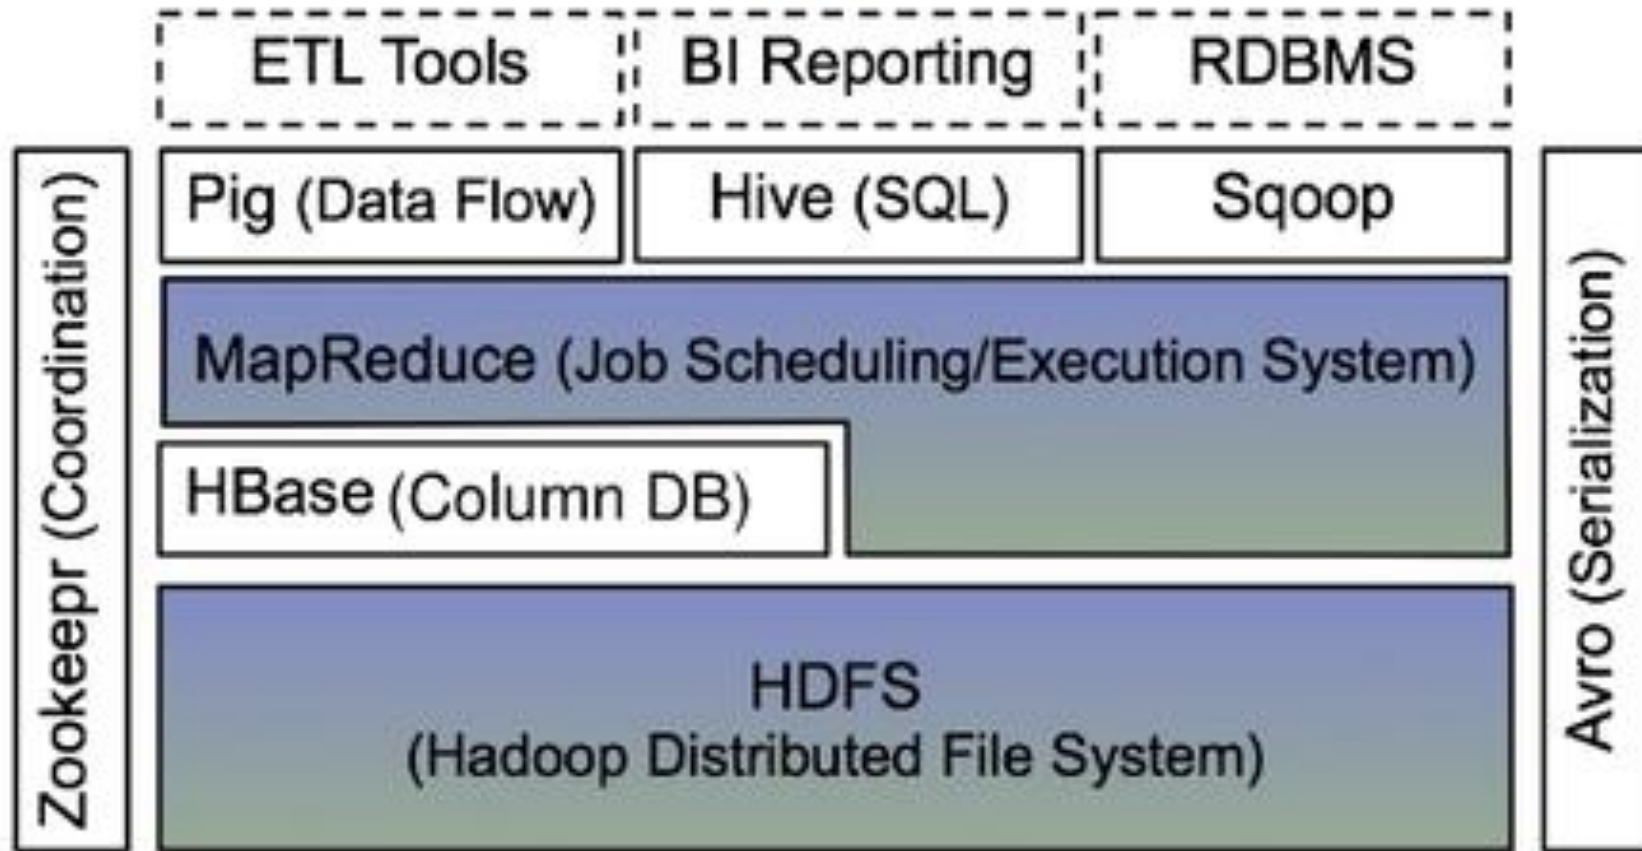 ETL Tools
BI Reporting
RDBMS
Pig (Data Flow)
Hive (SQL)
Sqoop
MapReduce (Job Scheduling/Execution System)
HBase (Column DB)
HDFS
(Hadoop Distributed File System)
Zookeepr (Coordination)
Avro (Serialization)